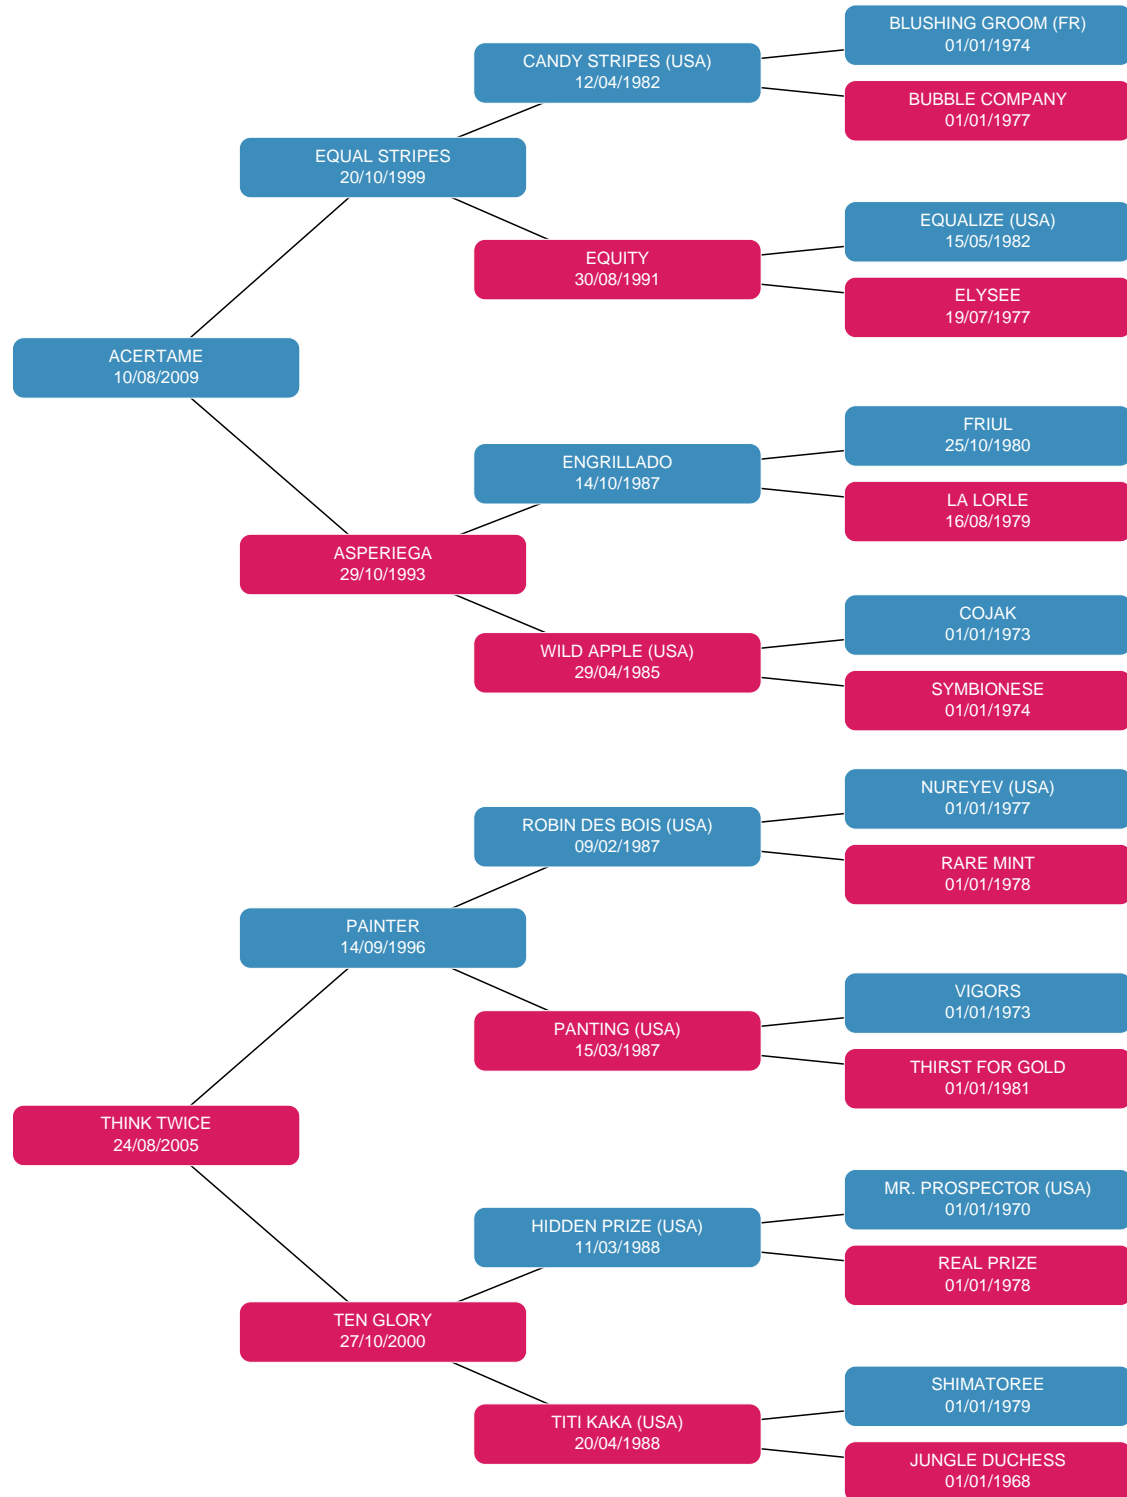 BLUSHING GROOM (FR)
01/01/1974
CANDY STRIPES (USA)
12/04/1982
BUBBLE COMPANY
01/01/1977
EQUAL STRIPES
20/10/1999
EQUALIZE (USA)
15/05/1982
EQUITY
30/08/1991
ELYSEE
19/07/1977
ACERTAME
10/08/2009
FRIUL
25/10/1980
ENGRILLADO
14/10/1987
LA LORLE
16/08/1979
ASPERIEGA
29/10/1993
COJAK
01/01/1973
WILD APPLE (USA)
29/04/1985
SYMBIONESE
01/01/1974
NUREYEV (USA)
01/01/1977
ROBIN DES BOIS (USA)
09/02/1987
RARE MINT
01/01/1978
PAINTER
14/09/1996
VIGORS
01/01/1973
PANTING (USA)
15/03/1987
THIRST FOR GOLD
01/01/1981
THINK TWICE
24/08/2005
MR. PROSPECTOR (USA)
01/01/1970
HIDDEN PRIZE (USA)
11/03/1988
REAL PRIZE
01/01/1978
TEN GLORY
27/10/2000
SHIMATOREE
01/01/1979
TITI KAKA (USA)
20/04/1988
JUNGLE DUCHESS
01/01/1968